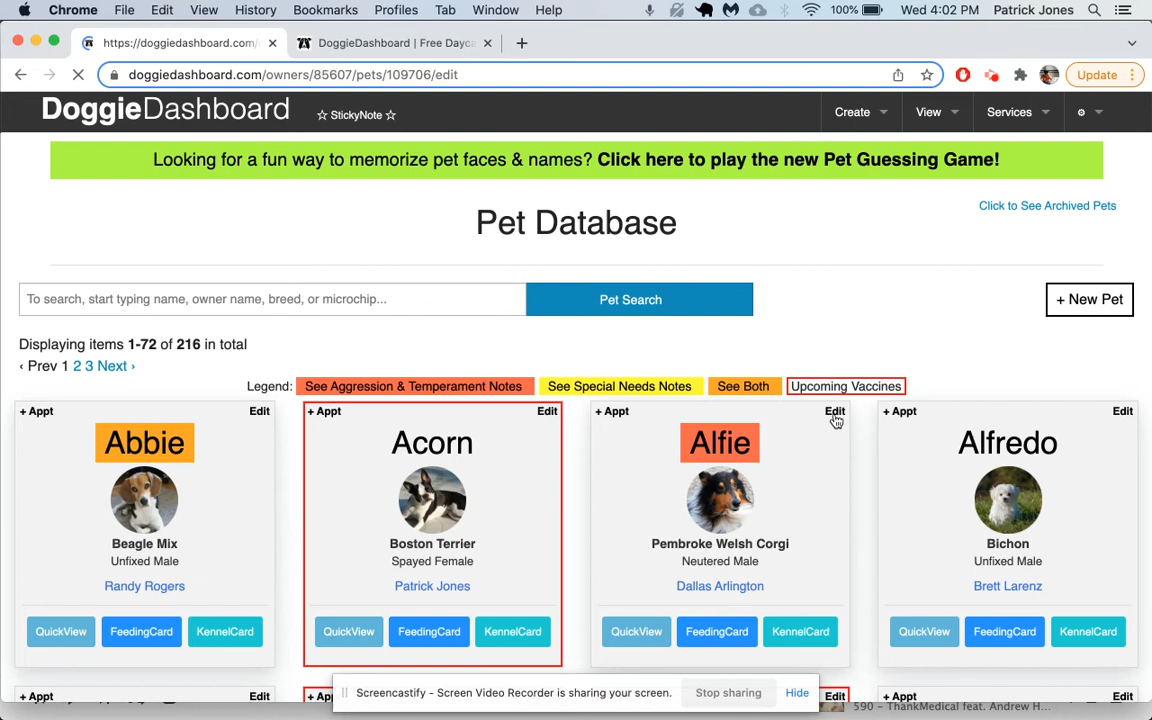 Chrome File Edit View History Bookmarks Profiles Tab Window Help 100% Wed 4:02 PM Patrick Jones
https://doggiedashboard.com/ DoggieDashboard | Free Dayca
doggiedashboard.com/owners/85607/pets/109706/edit Update
DoggieDashboard ☆ StickyNote ☆ Create View Services
Looking for a fun way to memorize pet faces & names? Click here to play the new Pet Guessing Game!
Click to See Archived Pets
Pet Database
To search, start typing name, owner name, breed, or microchip... Pet Search + New Pet
Displaying items 1-72 of 216 in total
‹ Prev 1 2 3 Next ›
Legend: See Aggression & Temperament Notes See Special Needs Notes See Both Upcoming Vaccines
+ Appt Edit + Appt Edit + Appt Edit + Appt Edit
Abbie Acorn Alfie Alfredo
Beagle Mix Boston Terrier Pembroke Welsh Corgi Bichon
Unfixed Male Spayed Female Neutered Male Unfixed Male
Randy Rogers Patrick Jones Dallas Arlington Brett Larenz
QuickView FeedingCard KennelCard QuickView FeedingCard KennelCard QuickView FeedingCard KennelCard QuickView FeedingCard KennelCard
+ Appt Edit + Ap Edit + Appt Edit
Screencastify - Screen Video Recorder is sharing your screen. Stop sharing Hide
590 – ThankMedical feat. Andrew H...